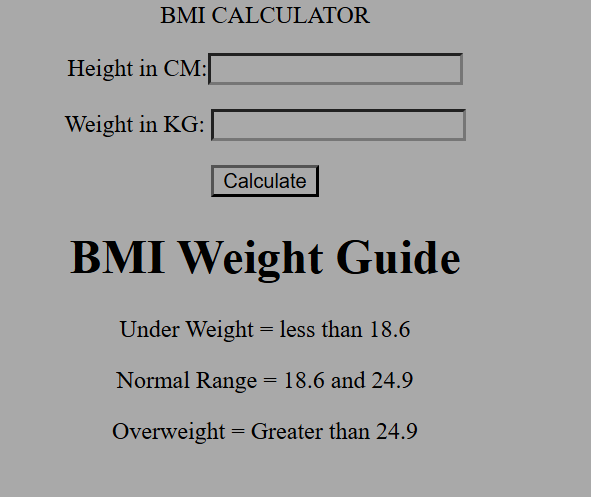 BMI CALCULATOR
Height in CM:
Weight in KG:
Calculate
BMI Weight Guide
Under Weight = less than 18.6
Normal Range = 18.6 and 24.9
Overweight = Greater than 24.9